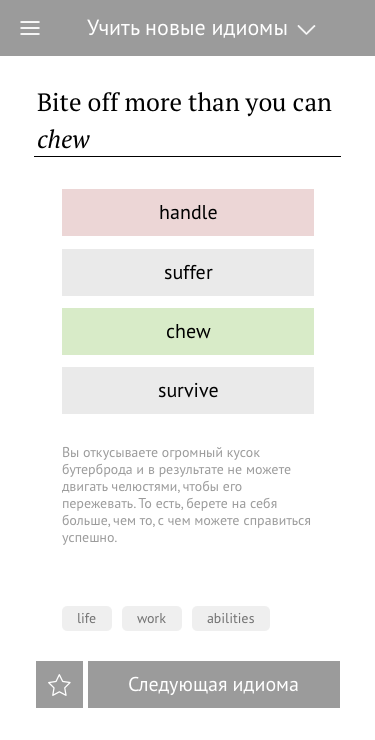 Учить новые идиомы
Bite off more than you can
chew
handle
suffer
chew
survive
Вы откусываете огромный кусок
бутерброда и в результате не можете
двигать челюстями, чтобы его
пережевать. То есть, берете на себя
больше, чем то, с чем можете справиться
успешно.
life work abilities
Следующая идиома